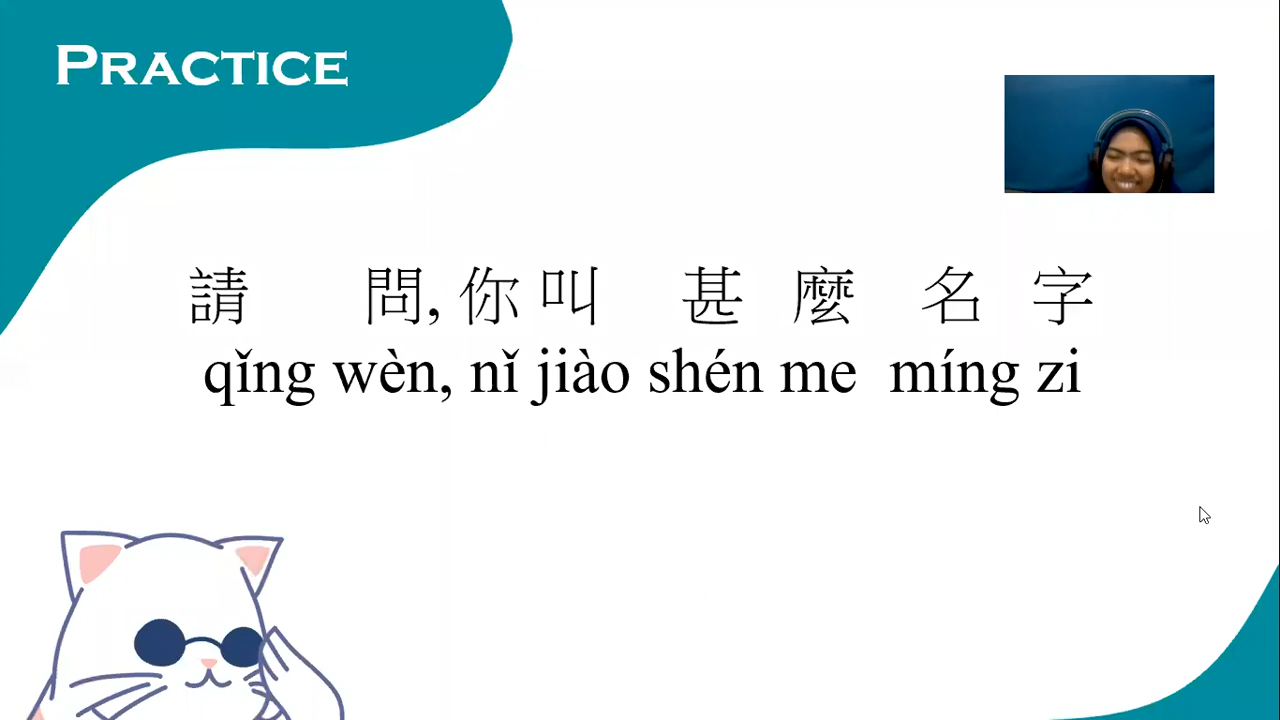 PRACTICE
請 問, 你 叫 甚 麼 名 字
qǐng wèn, nǐ jiào shén me míng zi